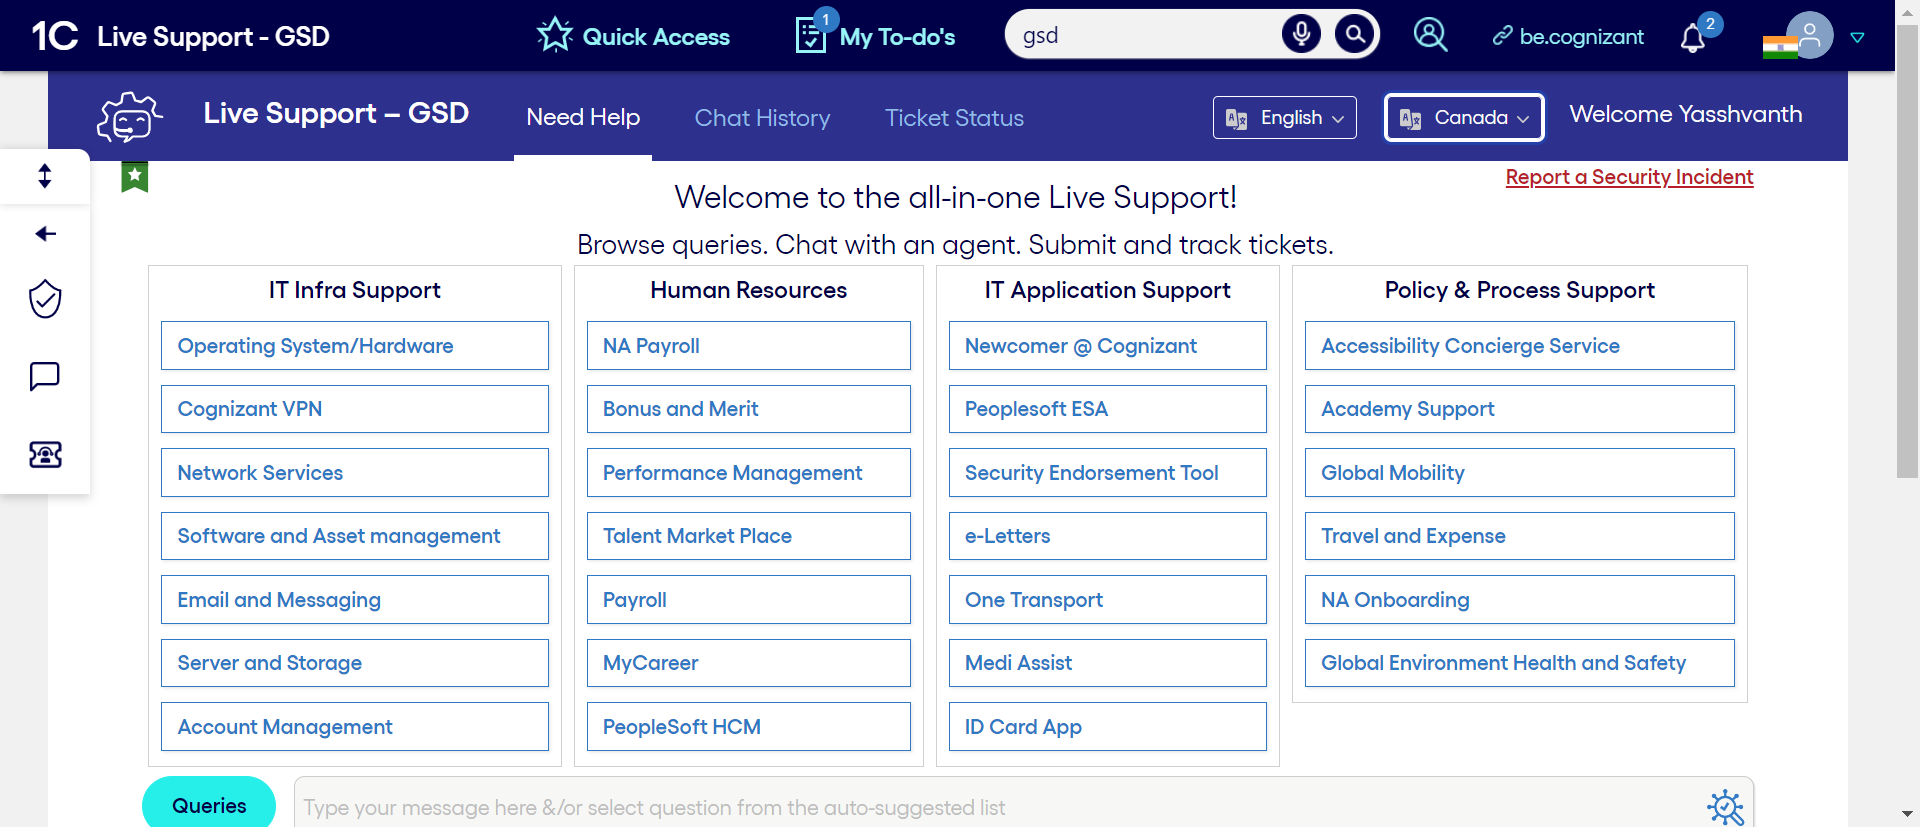 1C Live Support - GSD
Quick Access
1
My To-do's
gsd
be.cognizant
2
Live Support – GSD
Need Help
Chat History
Ticket Status
English
Canada
Welcome Yasshvanth
Report a Security Incident
Welcome to the all-in-one Live Support!
Browse queries. Chat with an agent. Submit and track tickets.
IT Infra Support
Operating System/Hardware
Cognizant VPN
Network Services
Software and Asset management
Email and Messaging
Server and Storage
Account Management
Human Resources
NA Payroll
Bonus and Merit
Performance Management
Talent Market Place
Payroll
MyCareer
PeopleSoft HCM
IT Application Support
Newcomer @ Cognizant
Peoplesoft ESA
Security Endorsement Tool
e-Letters
One Transport
Medi Assist
ID Card App
Policy & Process Support
Accessibility Concierge Service
Academy Support
Global Mobility
Travel and Expense
NA Onboarding
Global Environment Health and Safety
Queries
Type your message here &/or select question from the auto-suggested list